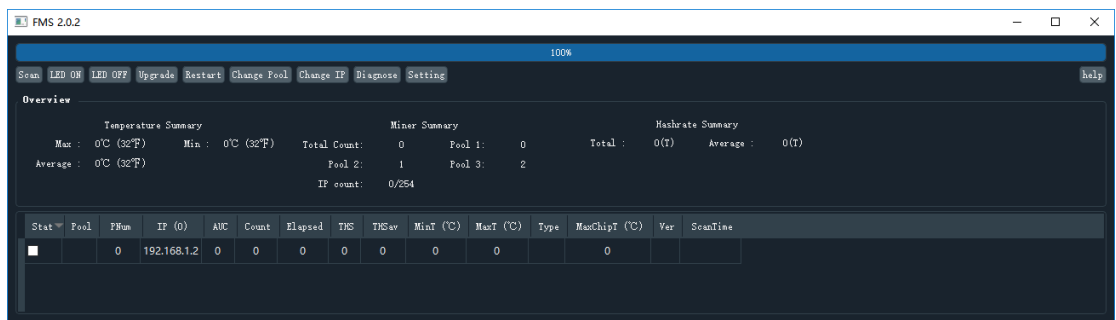 FMS 2.0.2
100%
Scan LED ON LED OFF Upgrade Restart Change Pool Change IP Diagnose Setting help
Overview
Temperature Summary Miner Summary Hashrate Summary
Max : 0℃ (32℉) Min : 0℃ (32℉) Total Count: 0 Pool 1: 0 Total : 0(T) Average : 0(T)
Average : 0℃ (32℉) Pool 2: 1 Pool 3: 2
IP count: 0/254
Stat Pool PNum IP (0) AUC Count Elapsed THS THSav MinT (℃) MaxT (℃) Type MaxChipT (℃) Ver ScanTime
0 192.168.1.2 0 0 0 0 0 0 0 0